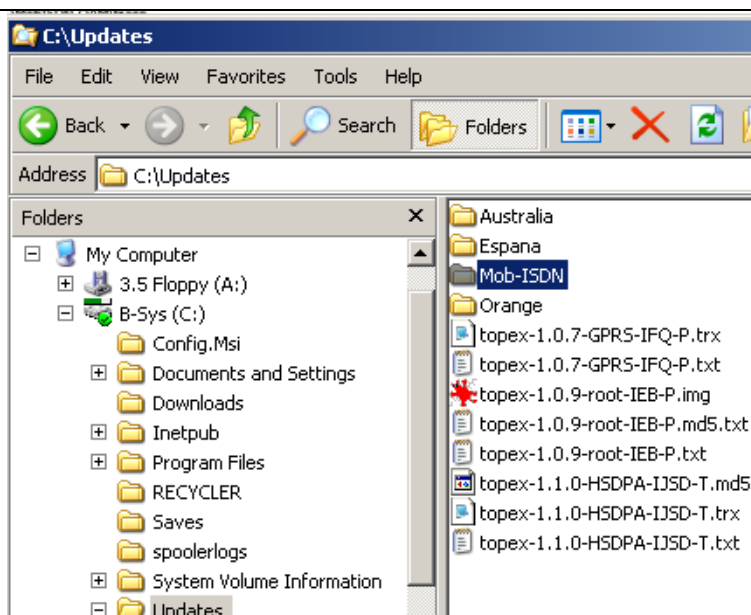 C:\Updates
File Edit View Favorites Tools Help
Back Search Folders
Address C:\Updates
Folders
My Computer
3.5 Floppy (A:)
B-Sys (C:)
Config.Msi
Documents and Settings
Downloads
Inetpub
Program Files
RECYCLER
Saves
spoolerlogs
System Volume Information
Updates
Australia
Espana
Mob-ISDN
Orange
topex-1.0.7-GPRS-IFQ-P.trx
topex-1.0.7-GPRS-IFQ-P.txt
topex-1.0.9-root-IEB-P.img
topex-1.0.9-root-IEB-P.md5.txt
topex-1.0.9-root-IEB-P.txt
topex-1.1.0-HSDPA-IJSD-T.md5
topex-1.1.0-HSDPA-IJSD-T.trx
topex-1.1.0-HSDPA-IJSD-T.txt